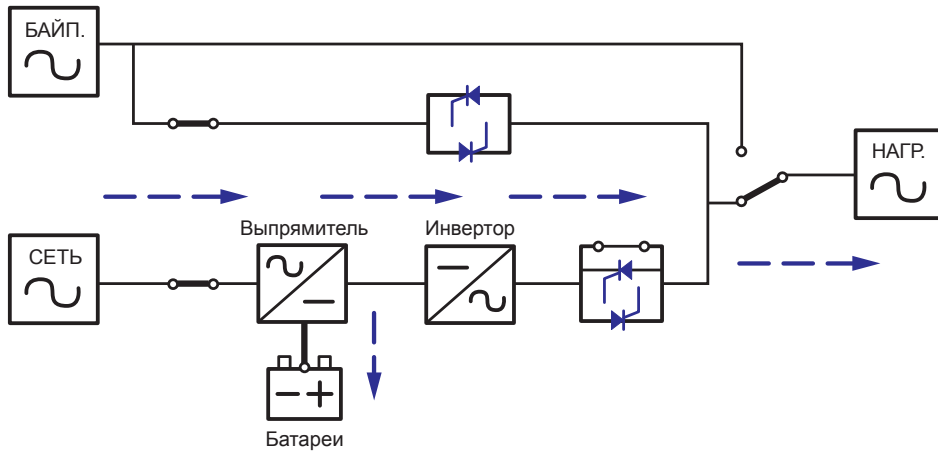 БАЙП.
НАГР.
Выпрямитель
Инвертор
СЕТЬ
Батареи